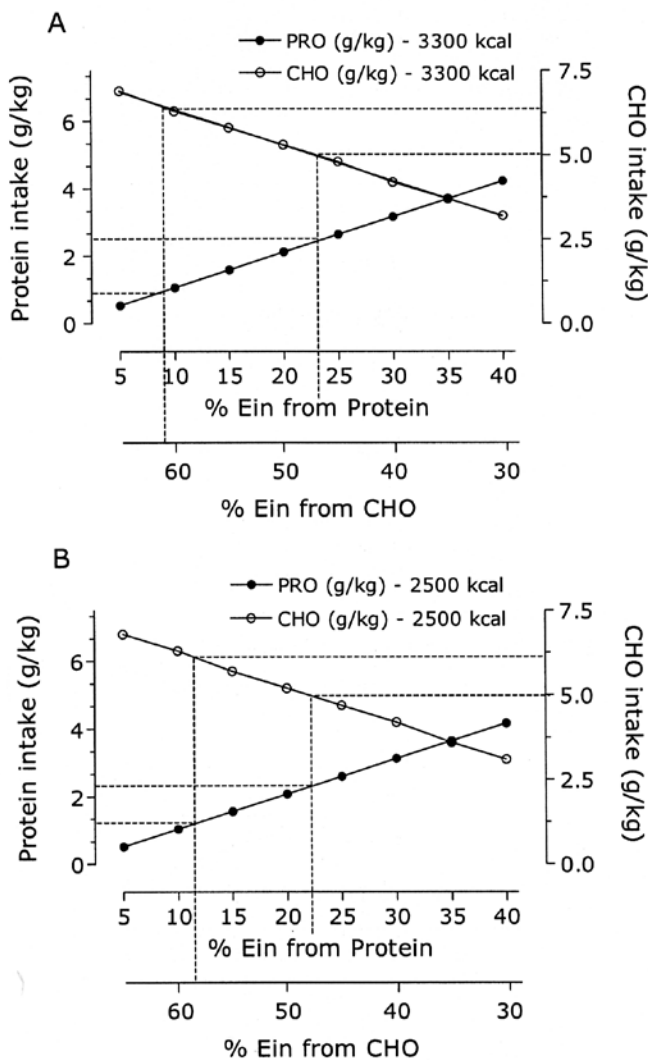 A
PRO (g/kg) - 3300 kcal
CHO (g/kg) - 3300 kcal
Protein intake (g/kg)
6
4
2
0
7.5
5.0
2.5
0.0
CHO intake (g/kg)
5 10 15 20 25 30 35 40
% Ein from Protein
60 50 40 30
% Ein from CHO
B
PRO (g/kg) - 2500 kcal
CHO (g/kg) - 2500 kcal
Protein intake (g/kg)
6
4
2
0
7.5
5.0
2.5
0.0
CHO intake (g/kg)
5 10 15 20 25 30 35 40
% Ein from Protein
60 50 40 30
% Ein from CHO